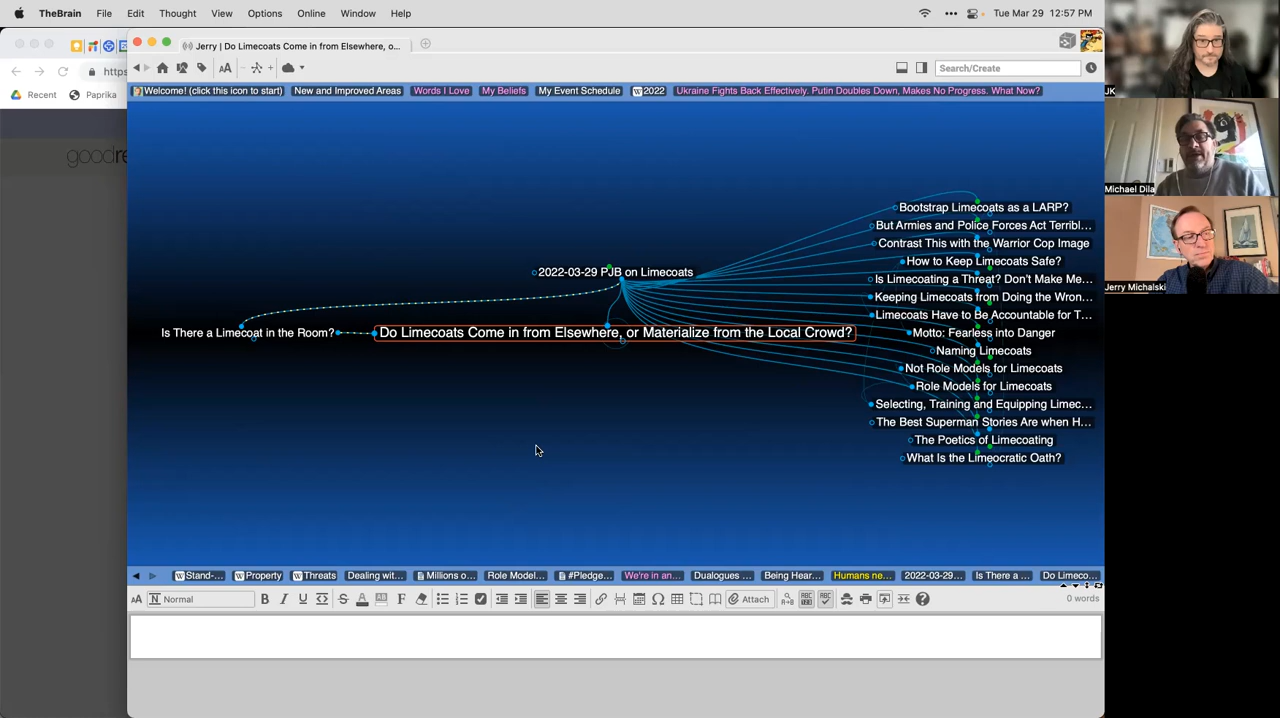 TheBrain File Edit Thought View Options Online Window Help
Tue Mar 29 12:57 PM
Jerry | Do Limecoats Come in from Elsewhere, o...
https
Search/Create
Recent
Paprika
Welcome! (click this icon to start) New and Improved Areas Words I Love My Beliefs My Event Schedule W 2022 Ukraine Fights Back Effectively. Putin Doubles Down, Makes No Progress. What Now?
JK
goodre
Michael Dila
Bootstrap Limecoats as a LARP?
But Armies and Police Forces Act Terribl...
Contrast This with the Warrior Cop Image
How to Keep Limecoats Safe?
2022-03-29 PJB on Limecoats
Is Limecoating a Threat? Don't Make Me...
Jerry Michalski
Keeping Limecoats from Doing the Wron...
Limecoats Have to Be Accountable for T...
Is There a Limecoat in the Room?
Do Limecoats Come in from Elsewhere, or Materialize from the Local Crowd?
Motto: Fearless into Danger
Naming Limecoats
Not Role Models for Limecoats
Role Models for Limecoats
Selecting, Training and Equipping Limec...
The Best Superman Stories Are when H...
The Poetics of Limecoating
What Is the Limeocratic Oath?
W Stand-... W Property W Threats Dealing wit... Millions o... Role Model... #Pledge... We're in an... Dualogues ... Being Hear... Humans ne... 2022-03-29... Is There a ... Do Limeco...
AA N Normal B I U S A Attach 0 words